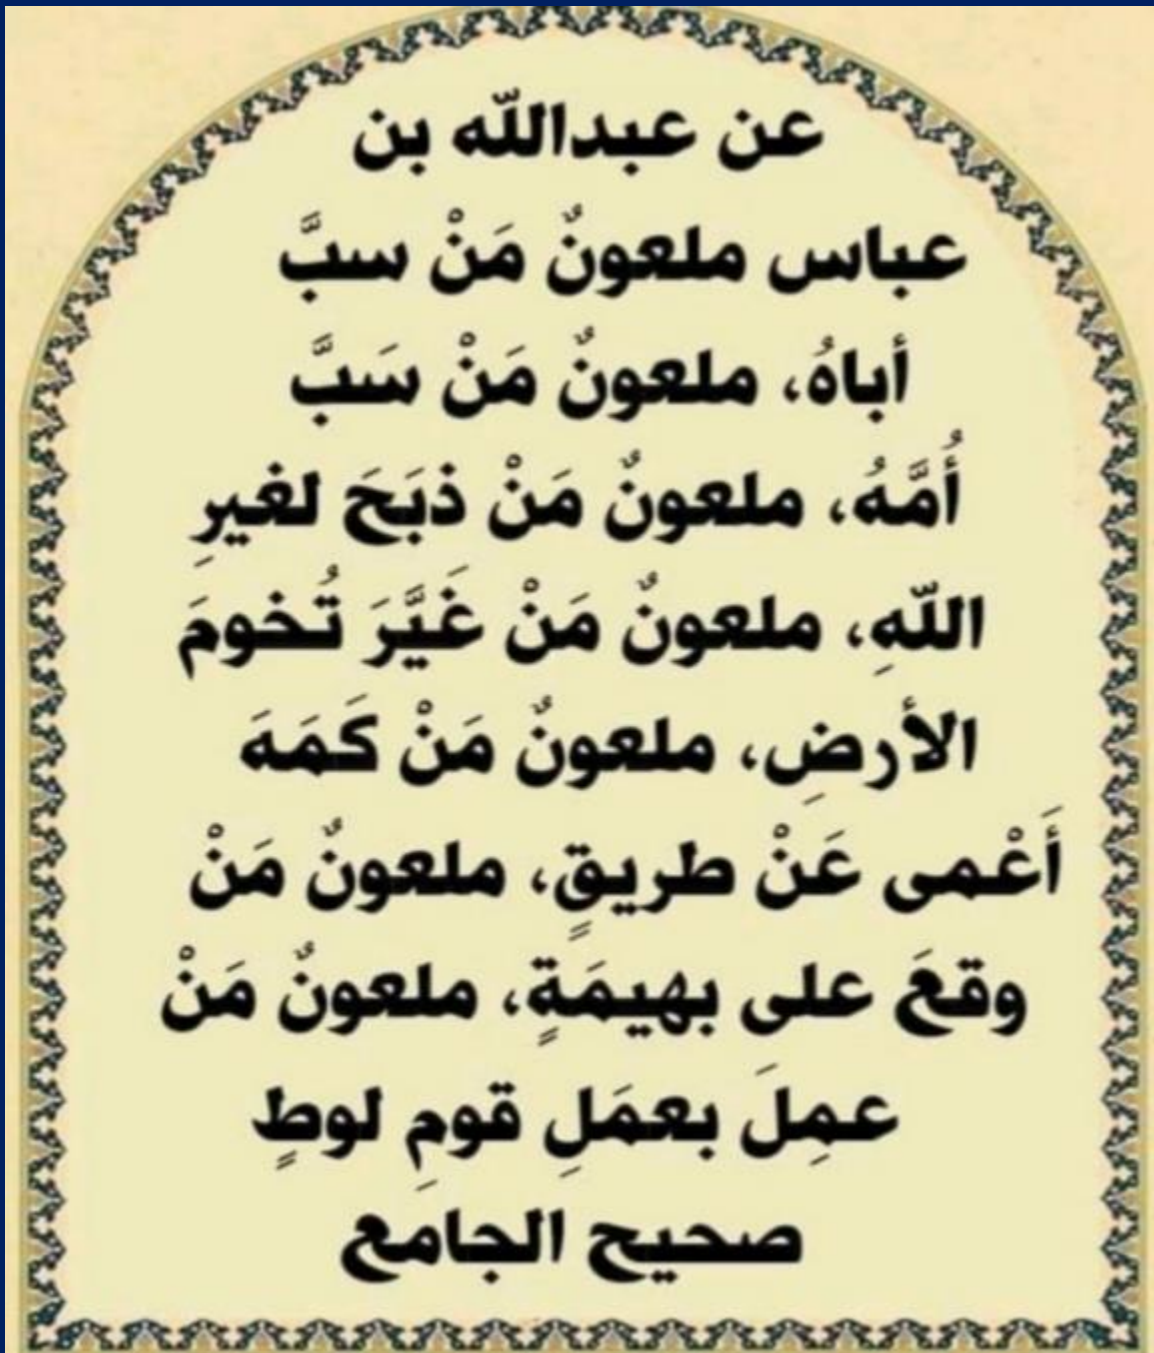 عن عبدالله بن
عباس ملعونٌ مَنْ سبَّ
أباهُ، ملعونٌ مَنْ سَبَّ
أُمَّهُ، ملعونٌ مَنْ ذبَحَ لغيرِ
اللّهِ، ملعونٌ مَنْ غَيَّرَ تُخومَ
الأرضِ، ملعونٌ مَنْ كَمَهَ
أَعْمى عَنْ طريقٍ، ملعونٌ مَنْ
وقعَ على بهيمَةٍ، ملعونٌ مَنْ
عمِلَ بعمَلِ قومِ لوطٍ
صحيح الجامع